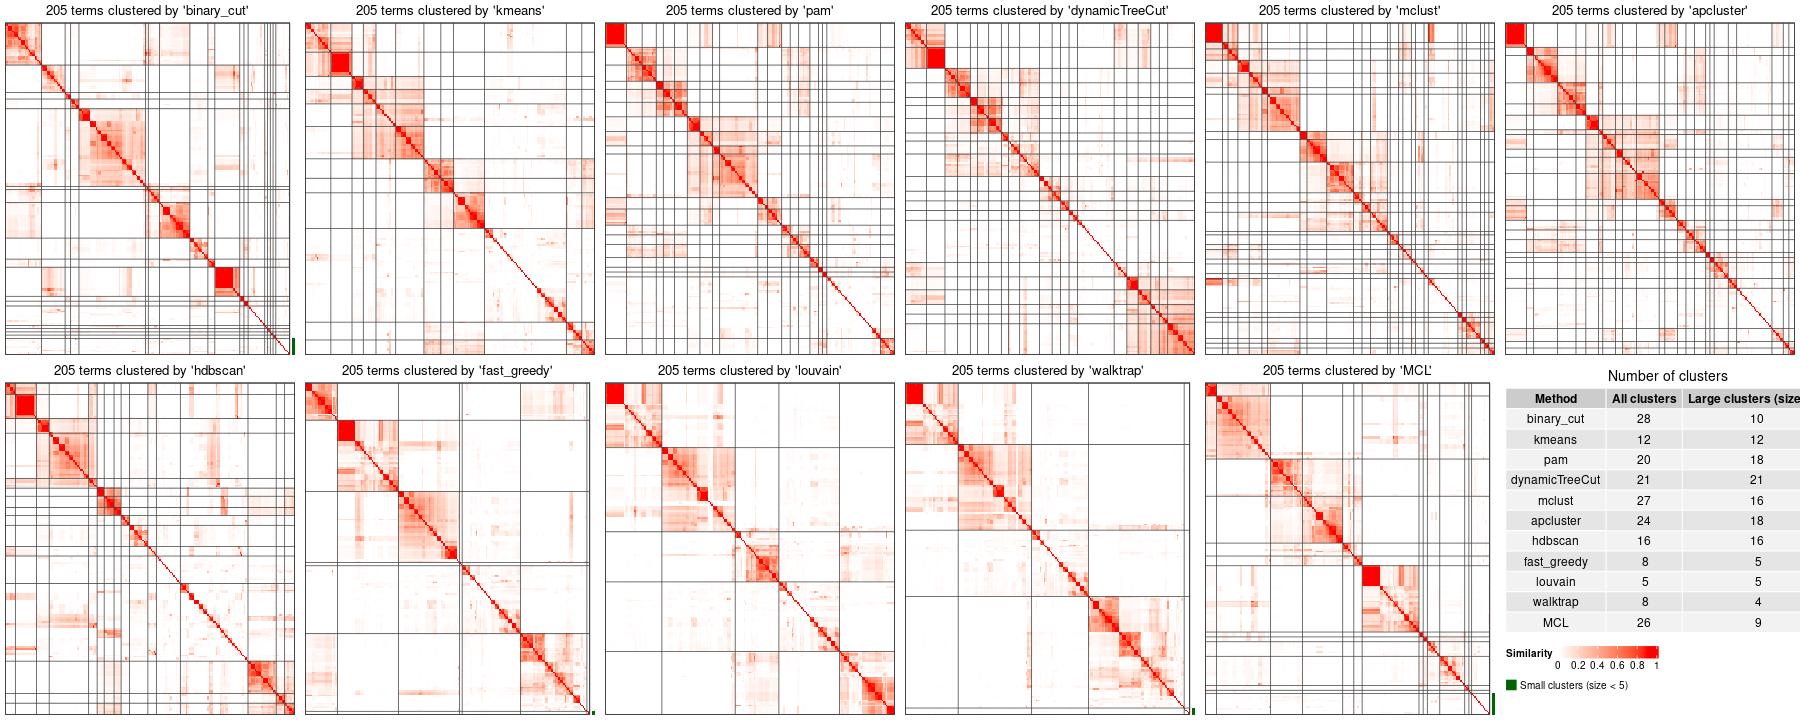 205 terms clustered by 'binary_cut'
205 terms clustered by 'kmeans'
205 terms clustered by 'pam'
205 terms clustered by 'dynamicTreeCut'
205 terms clustered by 'mclust'
205 terms clustered by 'apcluster'
205 terms clustered by 'hdbscan'
205 terms clustered by 'fast_greedy'
205 terms clustered by 'louvain'
205 terms clustered by 'walktrap'
205 terms clustered by 'MCL'
Number of clusters
Method All clusters Large clusters (size
binary_cut 28 10
kmeans 12 12
pam 20 18
dynamicTreeCut 21 21
mclust 27 16
apcluster 24 18
hdbscan 16 16
fast_greedy 8 5
louvain 5 5
walktrap 8 4
MCL 26 9
Similarity
0 0.2 0.4 0.6 0.8 1
Small clusters (size < 5)